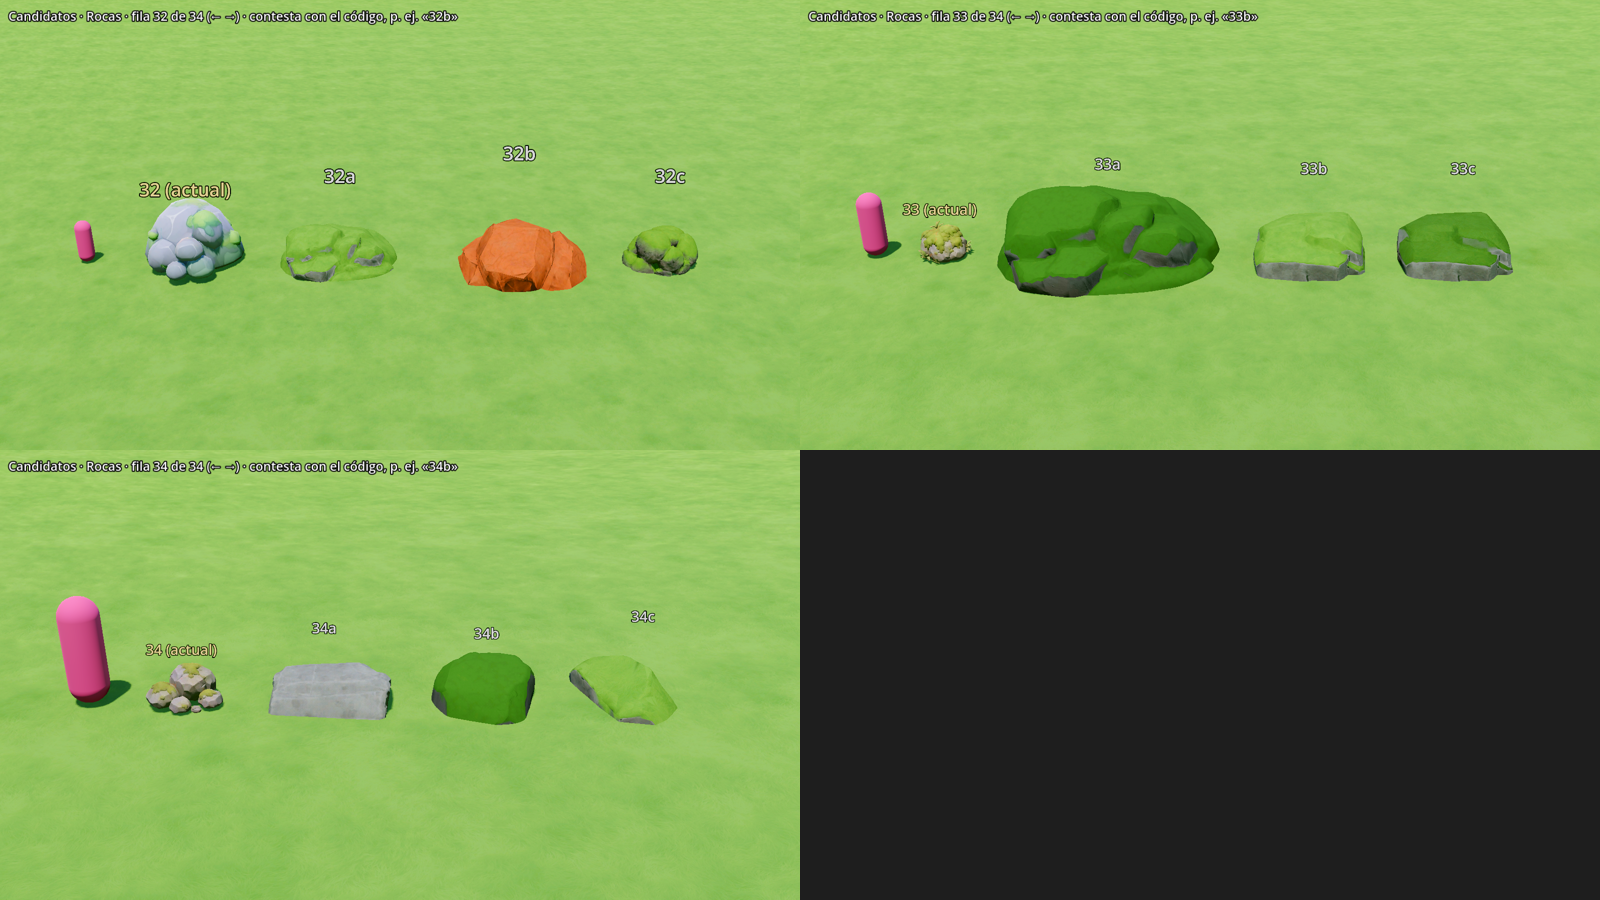 Candidatos · Rocas · fila 32 de 34 (← →) · contesta con el código, p. ej. «32b»
32 (actual)
32a
32b
32c
Candidatos · Rocas · fila 33 de 34 (← →) · contesta con el código, p. ej. «33b»
33 (actual)
33a
33b
33c
Candidatos · Rocas · fila 34 de 34 (← →) · contesta con el código, p. ej. «34b»
34 (actual)
34a
34b
34c